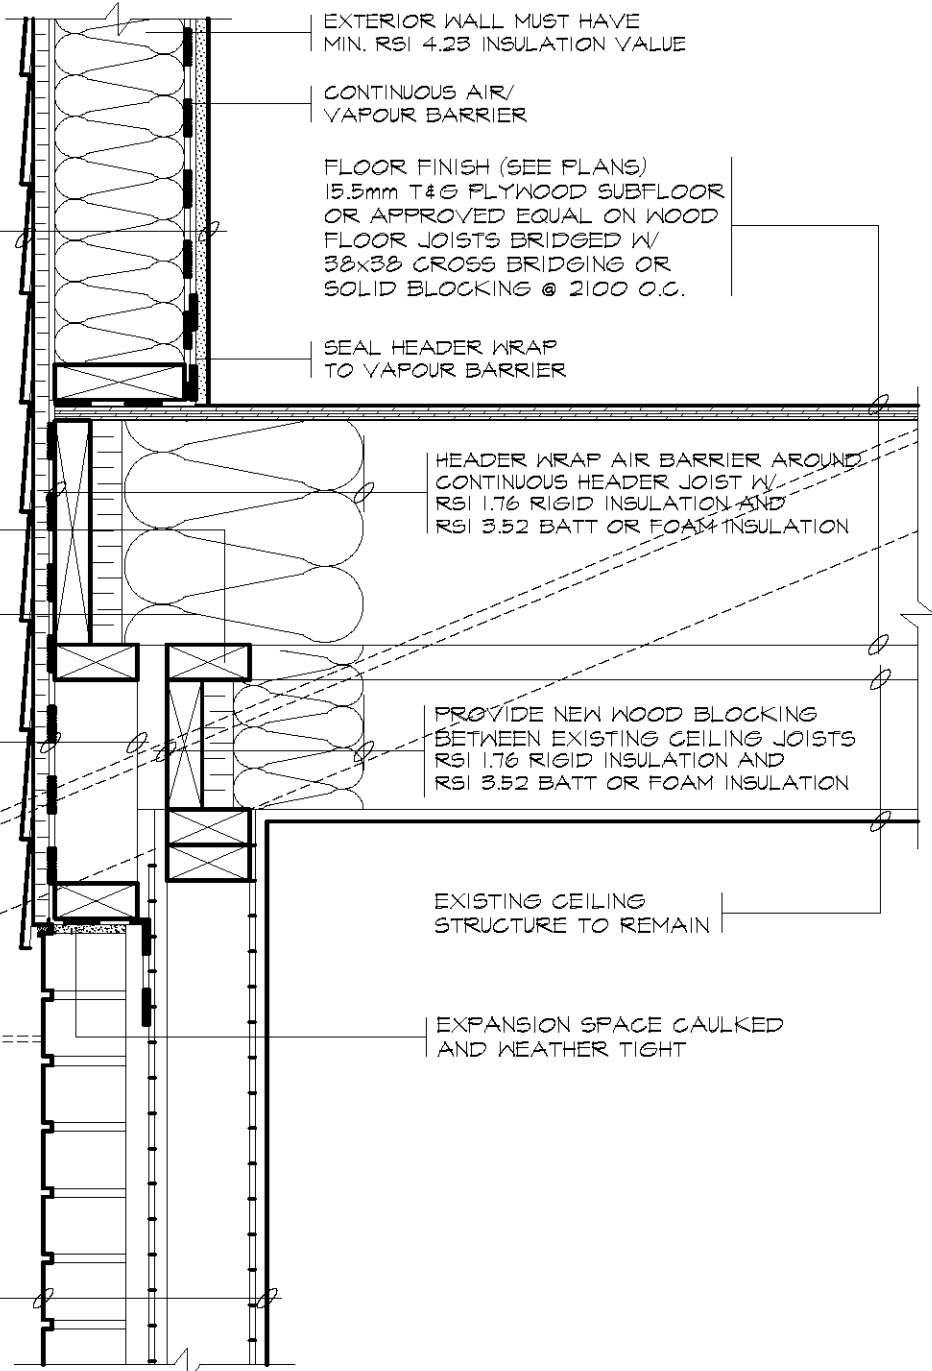 EXTERIOR WALL MUST HAVE
MIN. RSI 4.23 INSULATION VALUE
CONTINUOUS AIR/
VAPOUR BARRIER
FLOOR FINISH (SEE PLANS)
15.5mm T&G PLYWOOD SUBFLOOR
OR APPROVED EQUAL ON WOOD
FLOOR JOISTS BRIDGED W/
38x38 CROSS BRIDGING OR
SOLID BLOCKING @ 2100 O.C.
SEAL HEADER WRAP
TO VAPOUR BARRIER
HEADER WRAP AIR BARRIER AROUND
CONTINUOUS HEADER JOIST W/
RSI 1.76 RIGID INSULATION AND
RSI 3.52 BATT OR FOAM INSULATION
PROVIDE NEW WOOD BLOCKING
BETWEEN EXISTING CEILING JOISTS
RSI 1.76 RIGID INSULATION AND
RSI 3.52 BATT OR FOAM INSULATION
EXISTING CEILING
STRUCTURE TO REMAIN
EXPANSION SPACE CAULKED
AND WEATHER TIGHT